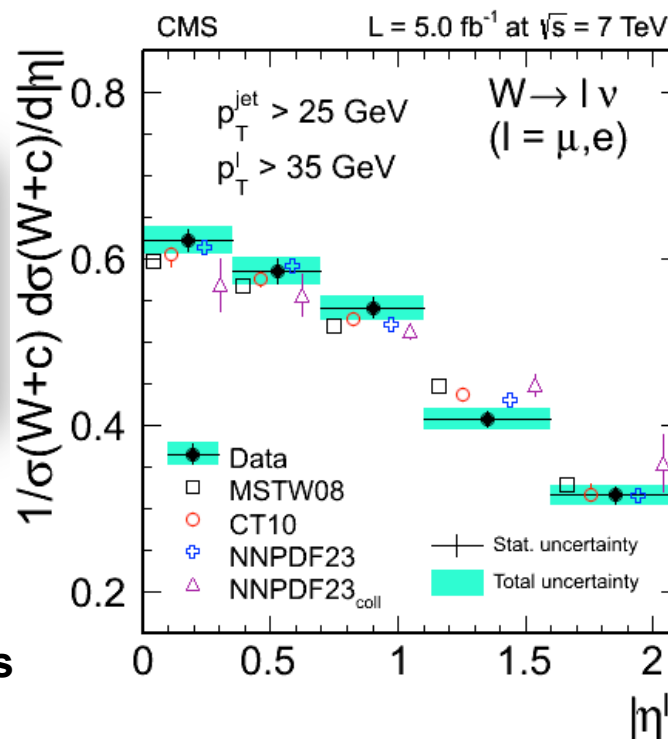 CMS L = 5.0 fb⁻¹ at √s = 7 TeV
1/σ(W+c) dσ(W+c)/d|η|
0.8
0.6
0.4
0.2
p_T^jet > 25 GeV
p_T^l > 35 GeV
W→ l ν
(l = μ,e)
Data
MSTW08
CT10
NNPDF23
NNPDF23_coll
Stat. uncertainty
Total uncertainty
s
0 0.5 1 1.5 2
|η^l